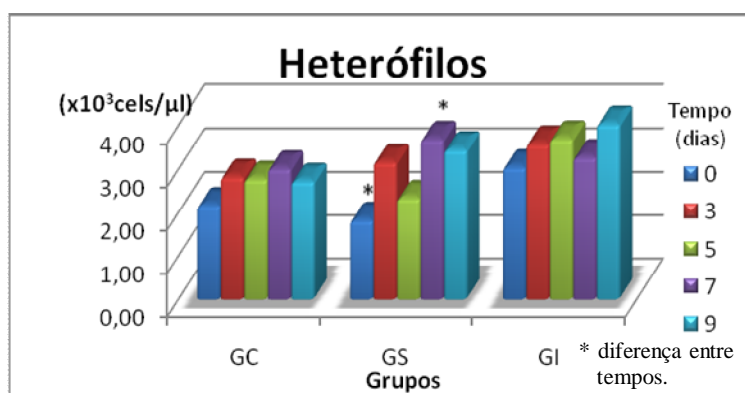 Heterófilos
(x10³cels/µl)
4,00
3,00
2,00
1,00
0,00
*
*
GC
GS
GI
Grupos
Tempo
(dias)
0
3
5
7
9
* diferença entre
tempos.